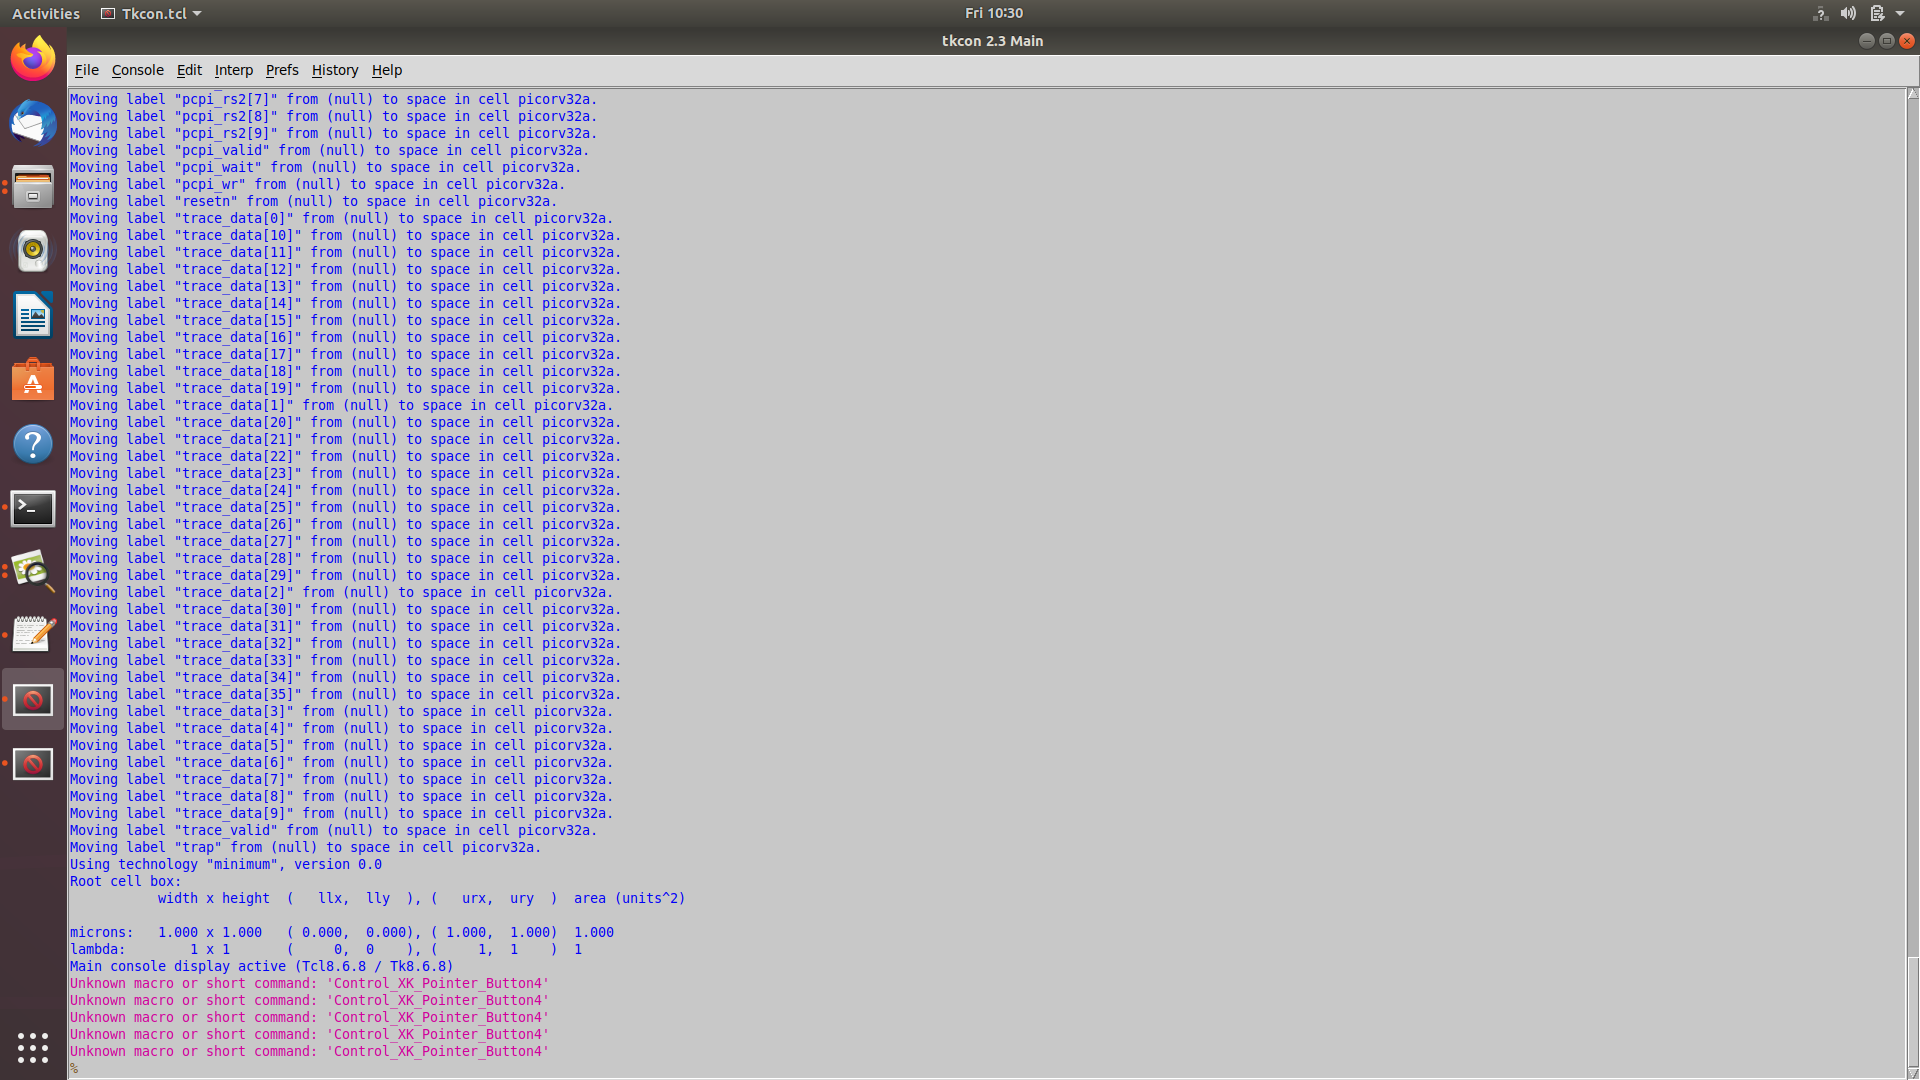 Activities Tkcon.tcl Fri 10:30
tkcon 2.3 Main
File Console Edit Interp Prefs History Help
Moving label "pcpi_rs2[7]" from (null) to space in cell picorv32a.
Moving label "pcpi_rs2[8]" from (null) to space in cell picorv32a.
Moving label "pcpi_rs2[9]" from (null) to space in cell picorv32a.
Moving label "pcpi_valid" from (null) to space in cell picorv32a.
Moving label "pcpi_wait" from (null) to space in cell picorv32a.
Moving label "pcpi_wr" from (null) to space in cell picorv32a.
Moving label "resetn" from (null) to space in cell picorv32a.
Moving label "trace_data[0]" from (null) to space in cell picorv32a.
Moving label "trace_data[10]" from (null) to space in cell picorv32a.
Moving label "trace_data[11]" from (null) to space in cell picorv32a.
Moving label "trace_data[12]" from (null) to space in cell picorv32a.
Moving label "trace_data[13]" from (null) to space in cell picorv32a.
Moving label "trace_data[14]" from (null) to space in cell picorv32a.
Moving label "trace_data[15]" from (null) to space in cell picorv32a.
Moving label "trace_data[16]" from (null) to space in cell picorv32a.
Moving label "trace_data[17]" from (null) to space in cell picorv32a.
Moving label "trace_data[18]" from (null) to space in cell picorv32a.
Moving label "trace_data[19]" from (null) to space in cell picorv32a.
Moving label "trace_data[1]" from (null) to space in cell picorv32a.
Moving label "trace_data[20]" from (null) to space in cell picorv32a.
Moving label "trace_data[21]" from (null) to space in cell picorv32a.
Moving label "trace_data[22]" from (null) to space in cell picorv32a.
Moving label "trace_data[23]" from (null) to space in cell picorv32a.
Moving label "trace_data[24]" from (null) to space in cell picorv32a.
Moving label "trace_data[25]" from (null) to space in cell picorv32a.
Moving label "trace_data[26]" from (null) to space in cell picorv32a.
Moving label "trace_data[27]" from (null) to space in cell picorv32a.
Moving label "trace_data[28]" from (null) to space in cell picorv32a.
Moving label "trace_data[29]" from (null) to space in cell picorv32a.
Moving label "trace_data[2]" from (null) to space in cell picorv32a.
Moving label "trace_data[30]" from (null) to space in cell picorv32a.
Moving label "trace_data[31]" from (null) to space in cell picorv32a.
Moving label "trace_data[32]" from (null) to space in cell picorv32a.
Moving label "trace_data[33]" from (null) to space in cell picorv32a.
Moving label "trace_data[34]" from (null) to space in cell picorv32a.
Moving label "trace_data[35]" from (null) to space in cell picorv32a.
Moving label "trace_data[3]" from (null) to space in cell picorv32a.
Moving label "trace_data[4]" from (null) to space in cell picorv32a.
Moving label "trace_data[5]" from (null) to space in cell picorv32a.
Moving label "trace_data[6]" from (null) to space in cell picorv32a.
Moving label "trace_data[7]" from (null) to space in cell picorv32a.
Moving label "trace_data[8]" from (null) to space in cell picorv32a.
Moving label "trace_data[9]" from (null) to space in cell picorv32a.
Moving label "trace_valid" from (null) to space in cell picorv32a.
Moving label "trap" from (null) to space in cell picorv32a.
Using technology "minimum", version 0.0
Root cell box:
width x height ( llx, lly ), ( urx, ury ) area (units^2)
microns: 1.000 x 1.000 ( 0.000, 0.000), ( 1.000, 1.000) 1.000
lambda: 1 x 1 ( 0, 0 ), ( 1, 1 ) 1
Main console display active (Tcl8.6.8 / Tk8.6.8)
Unknown macro or short command: 'Control_XK_Pointer_Button4'
Unknown macro or short command: 'Control_XK_Pointer_Button4'
Unknown macro or short command: 'Control_XK_Pointer_Button4'
Unknown macro or short command: 'Control_XK_Pointer_Button4'
Unknown macro or short command: 'Control_XK_Pointer_Button4'
%